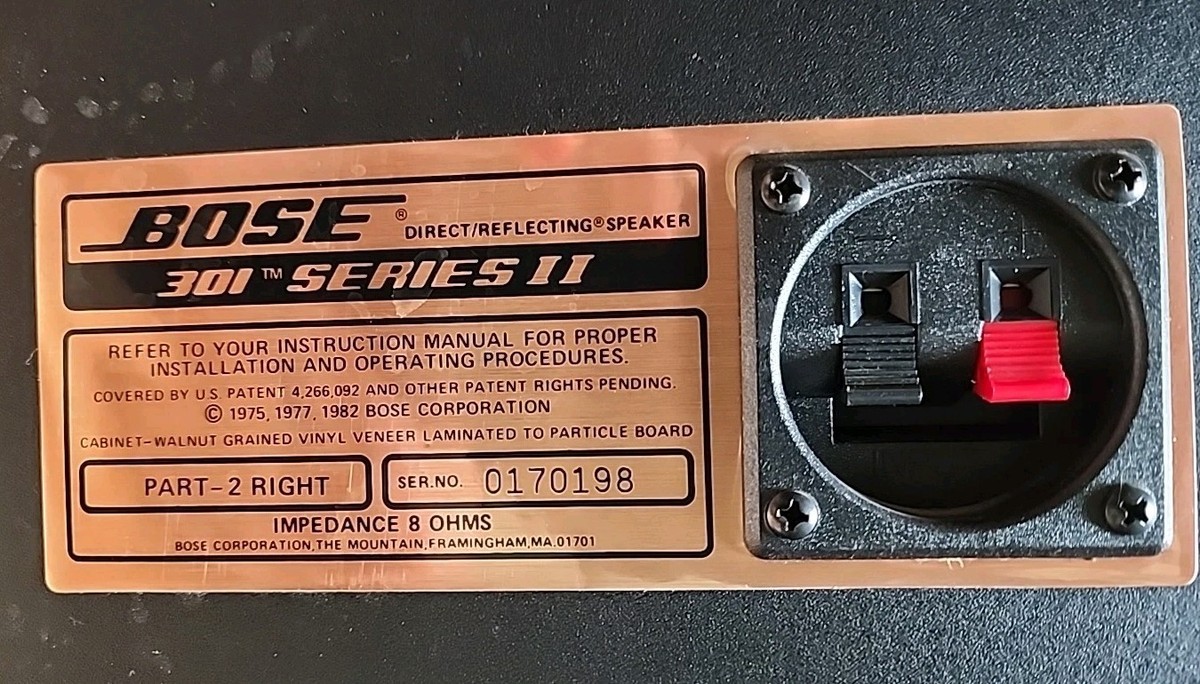 BOSE® DIRECT/REFLECTING® SPEAKER
301™ SERIES II
REFER TO YOUR INSTRUCTION MANUAL FOR PROPER
INSTALLATION AND OPERATING PROCEDURES.
COVERED BY U.S. PATENT 4,266,092 AND OTHER PATENT RIGHTS PENDING.
© 1975, 1977, 1982 BOSE CORPORATION
CABINET-WALNUT GRAINED VINYL VENEER LAMINATED TO PARTICLE BOARD
PART-2 RIGHT SER.NO. 0170198
IMPEDANCE 8 OHMS
BOSE CORPORATION, THE MOUNTAIN, FRAMINGHAM, MA. 01701